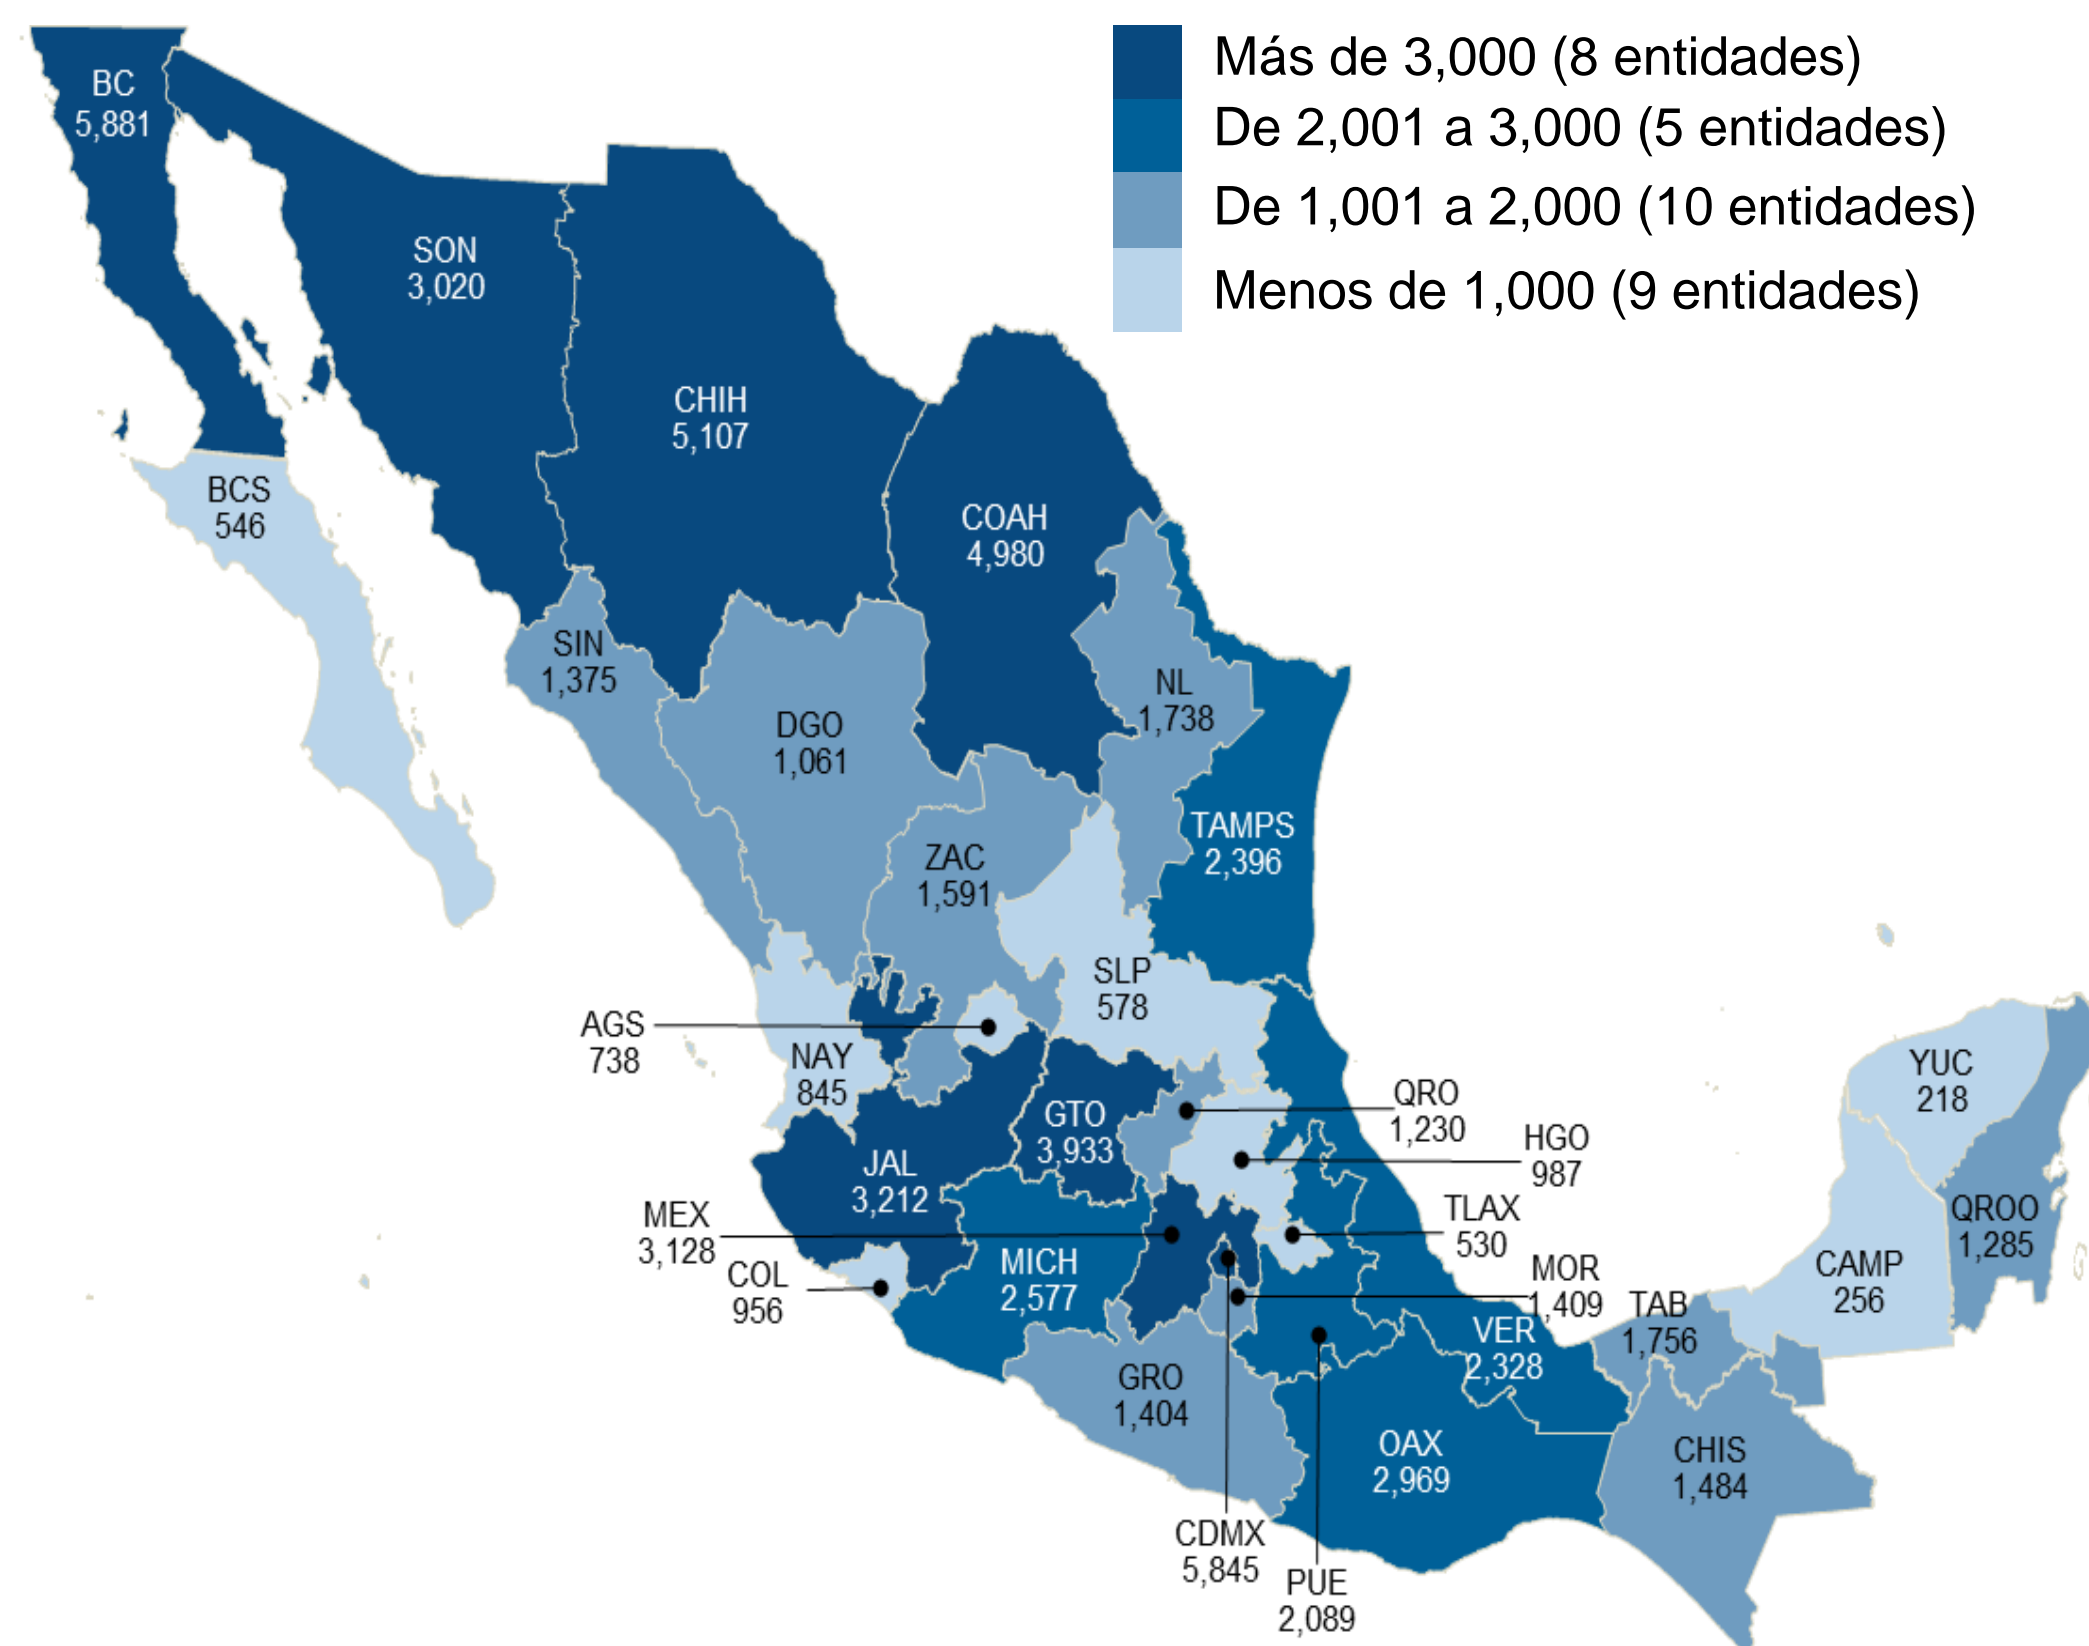 Más de 3,000 (8 entidades)
De 2,001 a 3,000 (5 entidades)
De 1,001 a 2,000 (10 entidades)
Menos de 1,000 (9 entidades)
BC
5,881
SON
3,020
CHIH
5,107
BCS
546
COAH
4,980
SIN
1,375
NL
1,738
DGO
1,061
TAMPS
2,396
ZAC
1,591
SLP
578
AGS
738
NAY
845
YUC
218
QRO
1,230
GTO
3,933
HGO
987
JAL
3,212
MEX
3,128
TLAX
530
QROO
1,285
COL
956
MICH
2,577
MOR
1,409
CAMP
256
TAB
1,756
VER
2,328
GRO
1,404
OAX
2,969
CHIS
1,484
CDMX
5,845
PUE
2,089